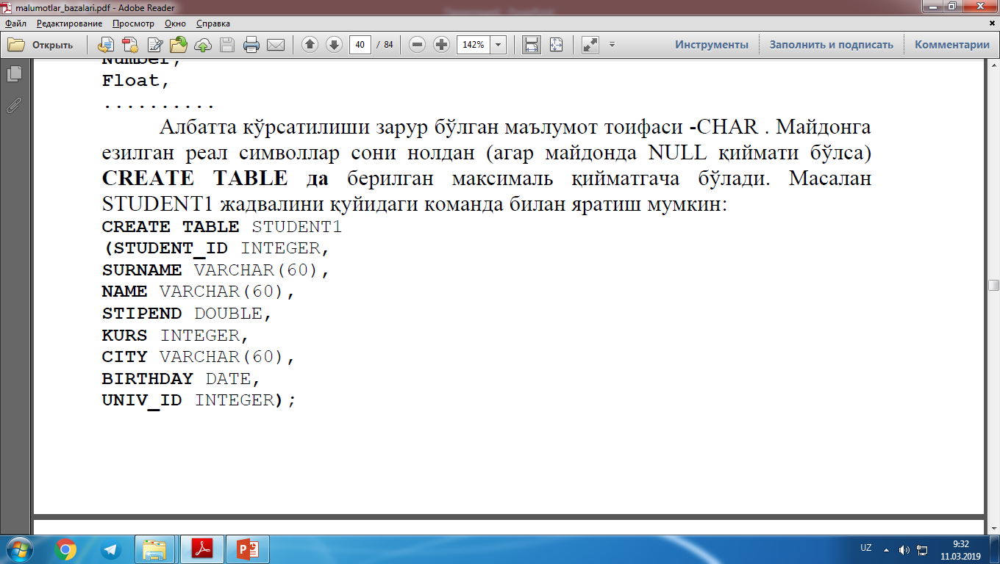 malumotlar_bazalari.pdf - Adobe Reader
Файл Редактирование Просмотр Окно Справка
Открыть 40 / 84 142% Инструменты Заполнить и подписать Комментарии
Number,
Float,
..........
Албатта кўрсатилиши зарур бўлган маълумот тоифаси -CHAR . Майдонга
езилган реал символлар сони нолдан (агар майдонда NULL қиймати бўлса)
CREATE TABLE да берилган максималь қийматгача бўлади. Масалан
STUDENT1 жадвалини қуйидаги команда билан яратиш мумкин:
CREATE TABLE STUDENT1
(STUDENT_ID INTEGER,
SURNAME VARCHAR(60),
NAME VARCHAR(60),
STIPEND DOUBLE,
KURS INTEGER,
CITY VARCHAR(60),
BIRTHDAY DATE,
UNIV_ID INTEGER);
UZ 9:32
11.03.2019